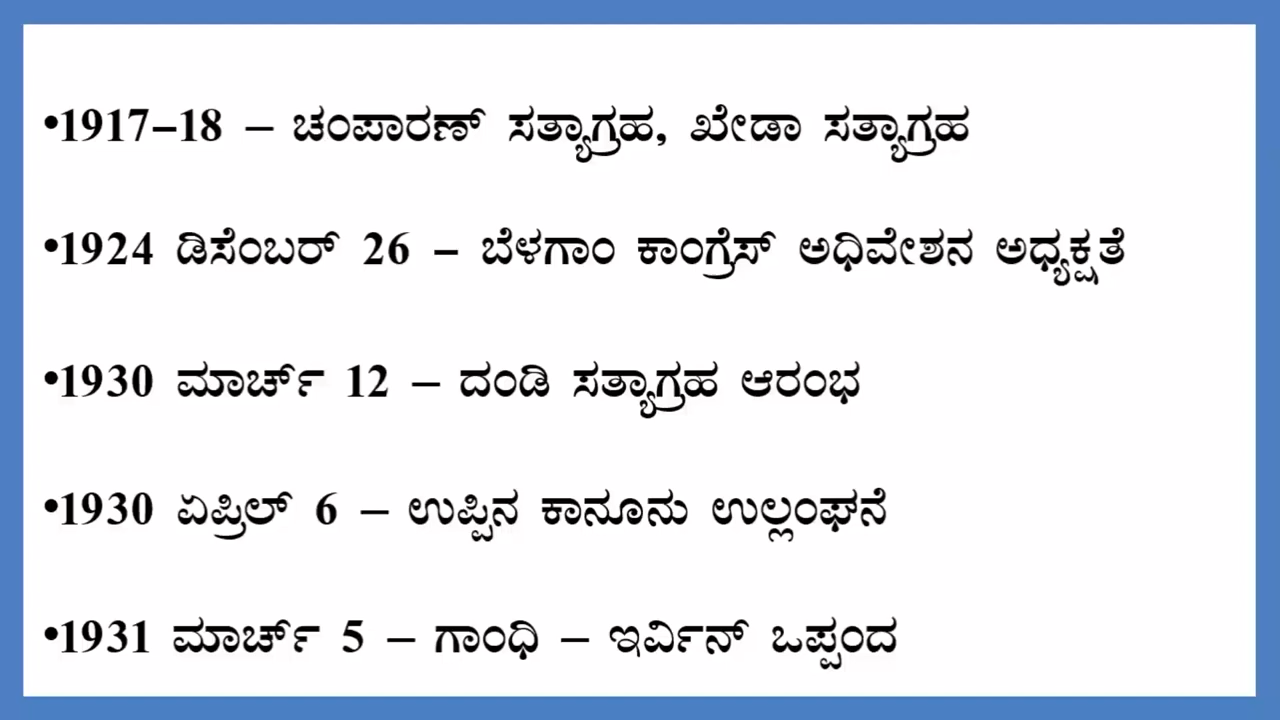 •1917–18 – ಚಂಪಾರಣ್ ಸತ್ಯಾಗ್ರಹ, ಖೇಡಾ ಸತ್ಯಾಗ್ರಹ
•1924 ಡಿಸೆಂಬರ್ 26 – ಬೆಳಗಾಂ ಕಾಂಗ್ರೆಸ್ ಅಧಿವೇಶನ ಅಧ್ಯಕ್ಷತೆ
•1930 ಮಾರ್ಚ್ 12 – ದಂಡಿ ಸತ್ಯಾಗ್ರಹ ಆರಂಭ
•1930 ಏಪ್ರಿಲ್ 6 – ಉಪ್ಪಿನ ಕಾನೂನು ಉಲ್ಲಂಘನೆ
•1931 ಮಾರ್ಚ್ 5 – ಗಾಂಧಿ – ಇರ್ವಿನ್ ಒಪ್ಪಂದ